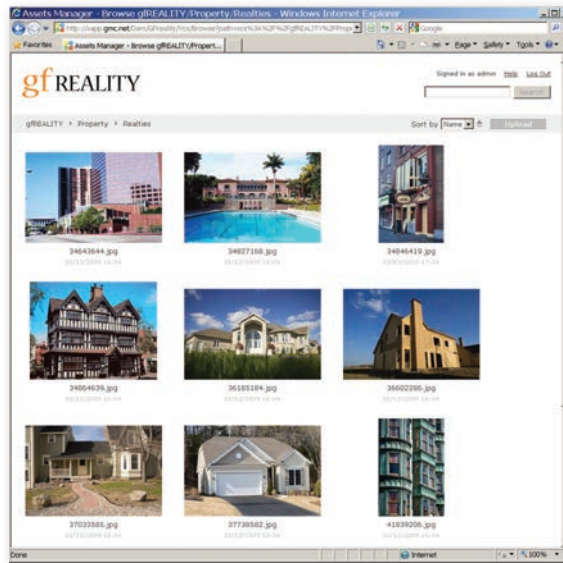 Assets Manager - Browse gfREALITY/Property/Realties - Windows Internet Explorer
Google
Favorites Assets Manager - Browse gfREALITY/Propert... Page Safety Tools
gf REALITY
Signed in as admin Help Log Out
Search
gfREALITY Property Realties Sort by Name Upload
34643644.jpg 34827168.jpg 34846419.jpg
34864639.jpg 36185184.jpg 36602286.jpg
37033585.jpg 37738582.jpg 41839206.jpg
Done Internet 100%